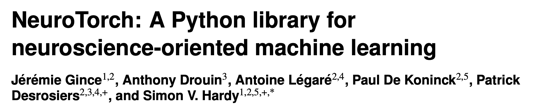 NeuroTorch: A Python library for
neuroscience-oriented machine learning
Jérémie Gince1,2, Anthony Drouin3, Antoine Légaré2,4, Paul De Koninck2,5, Patrick
Desrosiers2,3,4,+, and Simon V. Hardy1,2,5,+,*